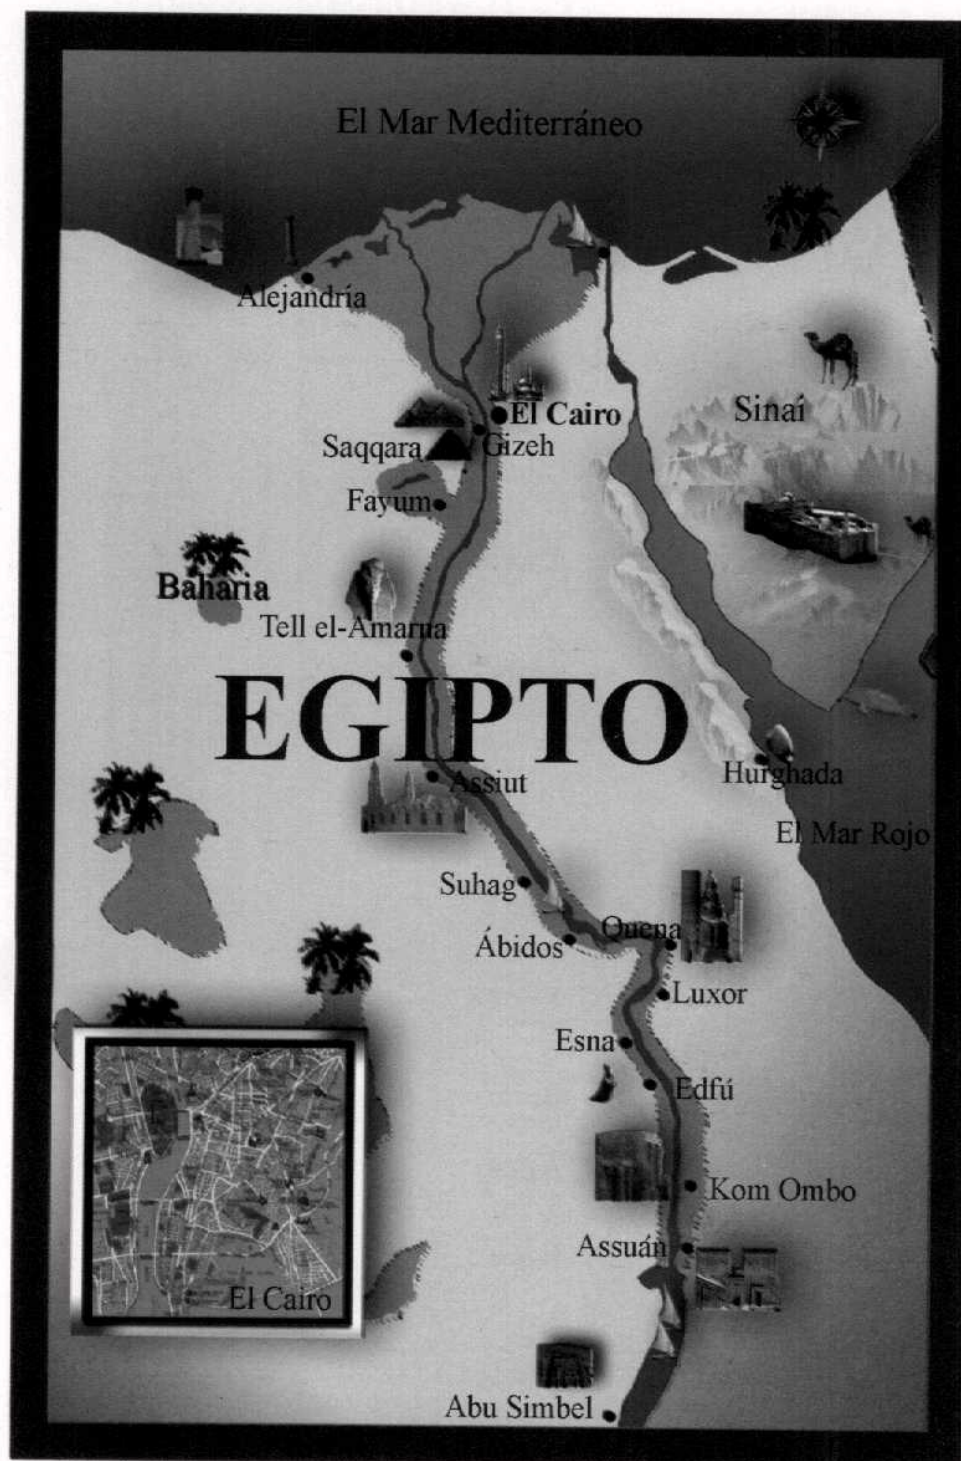 El Mar Mediterráneo
Alejandría
El Cairo
Sinaí
Saqqara
Gizeh
Fayum
Baharia
Tell el-Amarna
EGIPTO
Hurghada
Assiut
El Mar Rojo
Suhag
Quena
Ábidos
Luxor
Esna
Edfú
Kom Ombo
Assuán
El Cairo
Abu Simbel